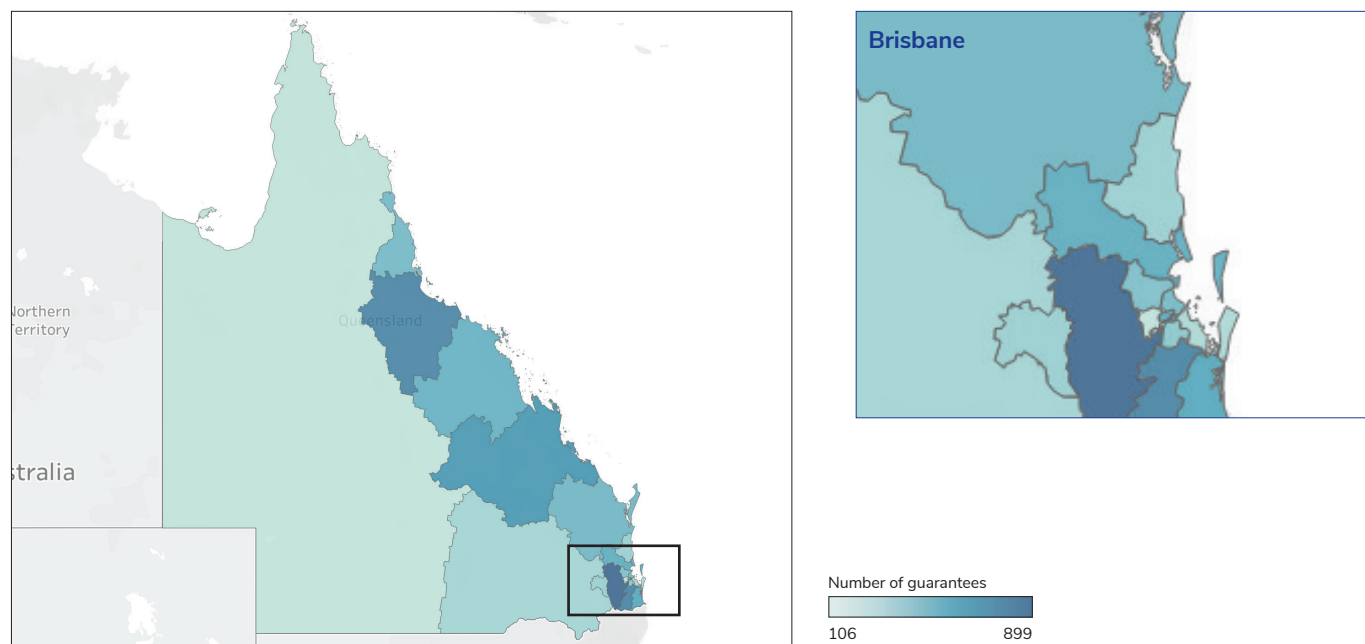 Northern
Territory
Queensland
stralia
Brisbane
Number of guarantees
106 899